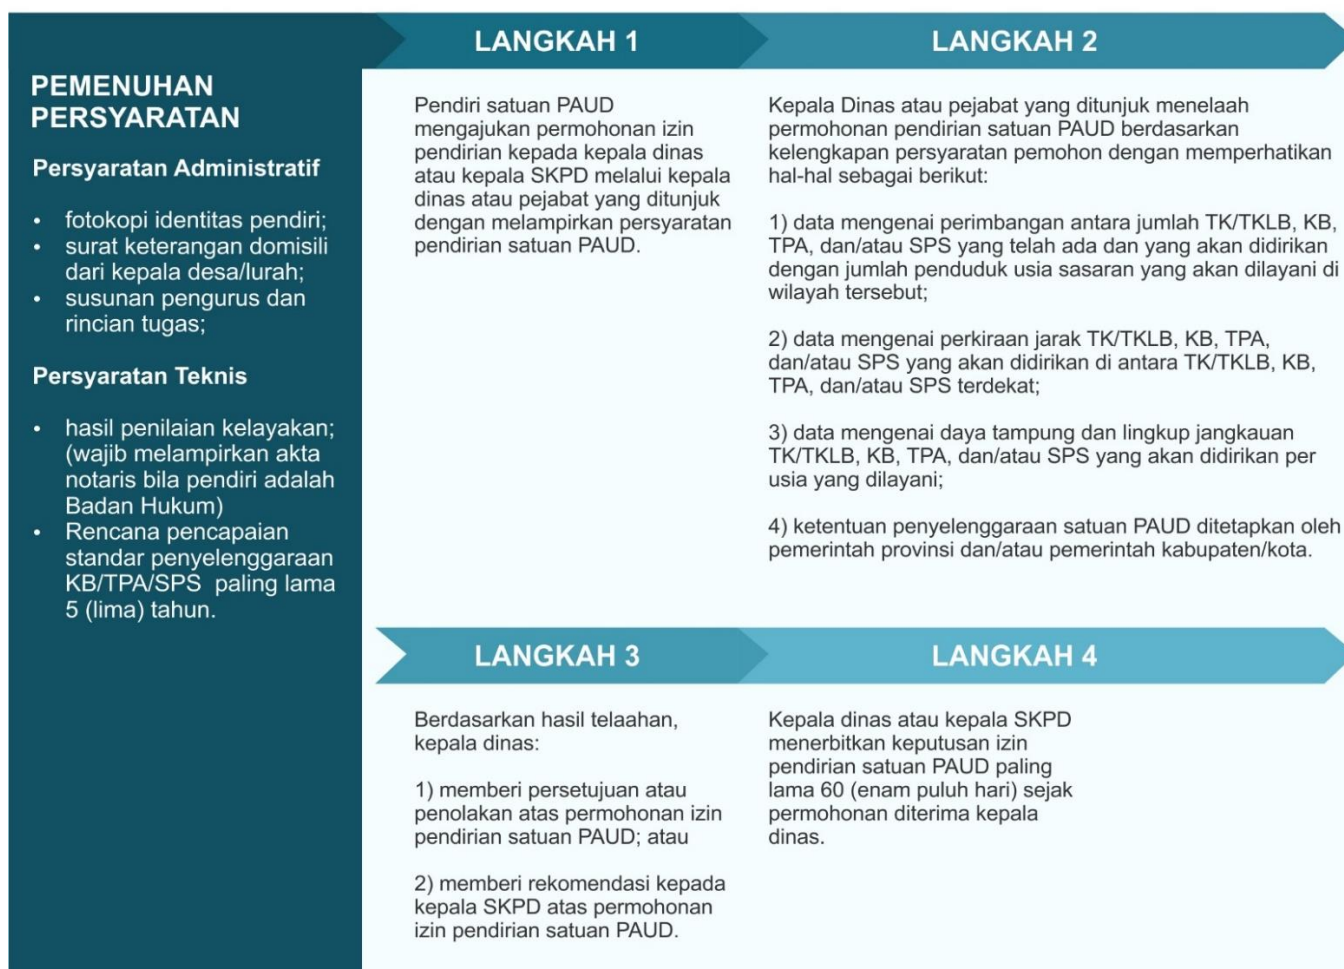 PEMENUHAN
PERSYARATAN
Persyaratan Administratif
• fotokopi identitas pendiri;
• surat keterangan domisili
dari kepala desa/lurah;
• susunan pengurus dan
rincian tugas;
Persyaratan Teknis
• hasil penilaian kelayakan;
(wajib melampirkan akta
notaris bila pendiri adalah
Badan Hukum)
• Rencana pencapaian
standar penyelenggaraan
KB/TPA/SPS paling lama
5 (lima) tahun.
LANGKAH 1
Pendiri satuan PAUD
mengajukan permohonan izin
pendirian kepada kepala dinas
atau kepala SKPD melalui kepala
dinas atau pejabat yang ditunjuk
dengan melampirkan persyaratan
pendirian satuan PAUD.
LANGKAH 2
Kepala Dinas atau pejabat yang ditunjuk menelaah
permohonan pendirian satuan PAUD berdasarkan
kelengkapan persyaratan pemohon dengan memperhatikan
hal-hal sebagai berikut:
1) data mengenai perimbangan antara jumlah TK/TKLB, KB,
TPA, dan/atau SPS yang telah ada dan yang akan didirikan
dengan jumlah penduduk usia sasaran yang akan dilayani di
wilayah tersebut;
2) data mengenai perkiraan jarak TK/TKLB, KB, TPA,
dan/atau SPS yang akan didirikan di antara TK/TKLB, KB,
TPA, dan/atau SPS terdekat;
3) data mengenai daya tampung dan lingkup jangkauan
TK/TKLB, KB, TPA, dan/atau SPS yang akan didirikan per
usia yang dilayani;
4) ketentuan penyelenggaraan satuan PAUD ditetapkan oleh
pemerintah provinsi dan/atau pemerintah kabupaten/kota.
LANGKAH 3
Berdasarkan hasil telaahan,
kepala dinas:
1) memberi persetujuan atau
penolakan atas permohonan izin
pendirian satuan PAUD; atau
2) memberi rekomendasi kepada
kepala SKPD atas permohonan
izin pendirian satuan PAUD.
LANGKAH 4
Kepala dinas atau kepala SKPD
menerbitkan keputusan izin
pendirian satuan PAUD paling
lama 60 (enam puluh hari) sejak
permohonan diterima kepala
dinas.